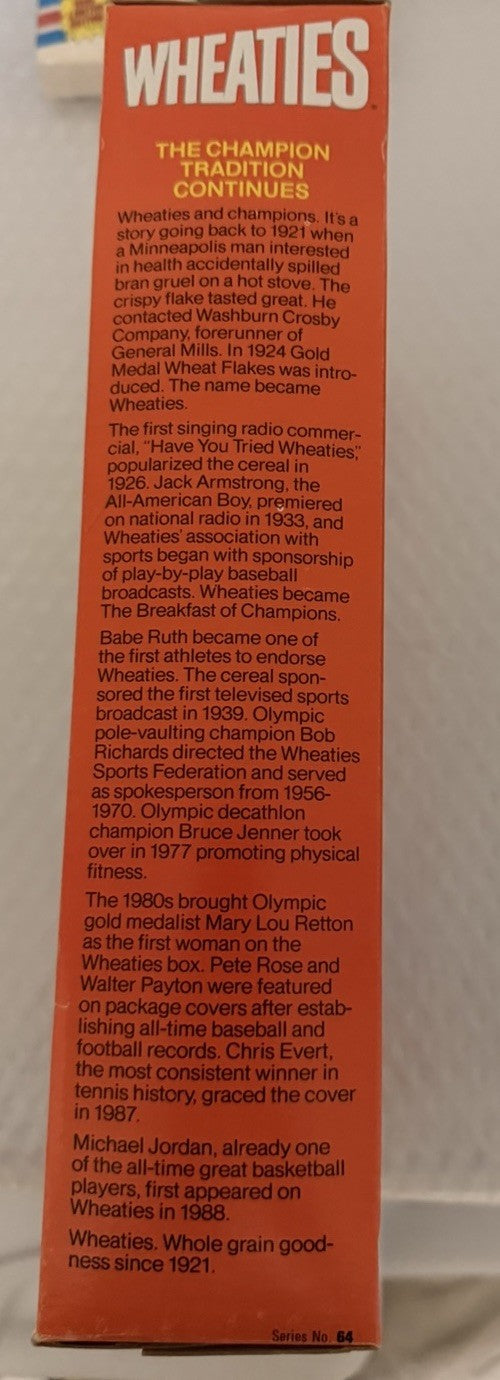 WHEATIES
THE CHAMPION
TRADITION
CONTINUES
Wheaties and champions. It's a
story going back to 1921 when
a Minneapolis man interested
in health accidentally spilled
bran gruel on a hot stove. The
crispy flake tasted great. He
contacted Washburn Crosby
Company, forerunner of
General Mills. In 1924 Gold
Medal Wheat Flakes was intro-
duced. The name became
Wheaties.
The first singing radio commer-
cial, “Have You Tried Wheaties,”
popularized the cereal in
1926. Jack Armstrong, the
All-American Boy, premiered
on national radio in 1933, and
Wheaties' association with
sports began with sponsorship
of play-by-play baseball
broadcasts. Wheaties became
The Breakfast of Champions.
Babe Ruth became one of
the first athletes to endorse
Wheaties. The cereal spon-
sored the first televised sports
broadcast in 1939. Olympic
pole-vaulting champion Bob
Richards directed the Wheaties
Sports Federation and served
as spokesperson from 1956-
1970. Olympic decathlon
champion Bruce Jenner took
over in 1977 promoting physical
fitness.
The 1980s brought Olympic
gold medalist Mary Lou Retton
as the first woman on the
Wheaties box. Pete Rose and
Walter Payton were featured
on package covers after estab-
lishing all-time baseball and
football records. Chris Evert,
the most consistent winner in
tennis history, graced the cover
in 1987.
Michael Jordan, already one
of the all-time great basketball
players, first appeared on
Wheaties in 1988.
Wheaties. Whole grain good-
ness since 1921.
Series No. 64